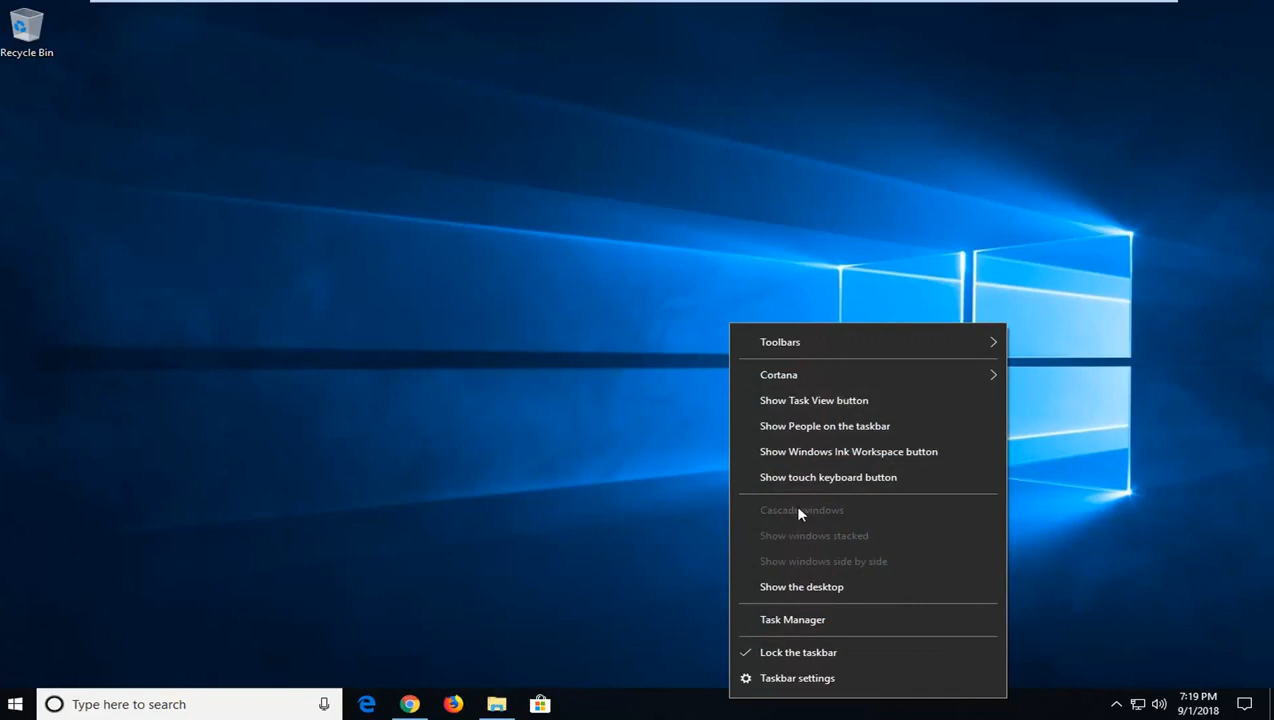 Recycle Bin
Toolbars
Cortana
Show Task View button
Show People on the taskbar
Show Windows Ink Workspace button
Show touch keyboard button
Cascade windows
Show windows stacked
Show windows side by side
Show the desktop
Task Manager
Lock the taskbar
Taskbar settings
Type here to search
7:19 PM
9/1/2018